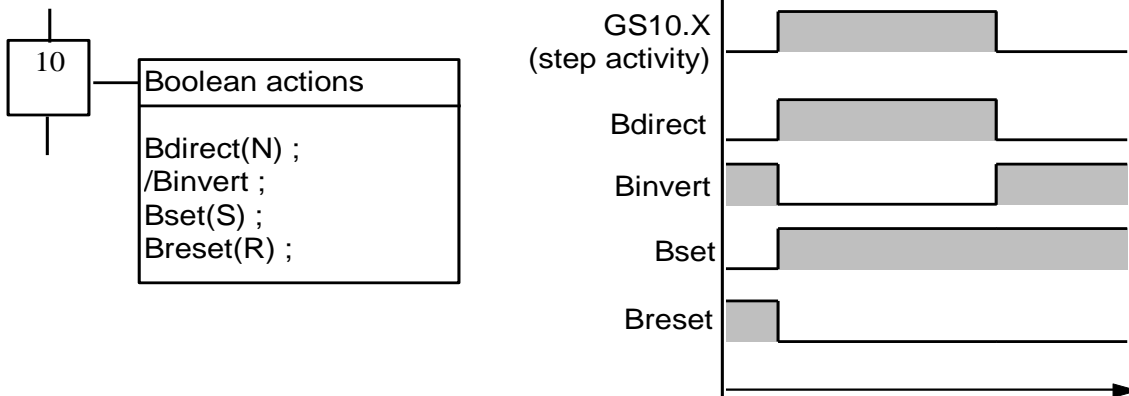 10
Boolean actions
Bdirect(N) ;
/Binvert ;
Bset(S) ;
Breset(R) ;
GS10.X
(step activity)
Bdirect
Binvert
Bset
Breset